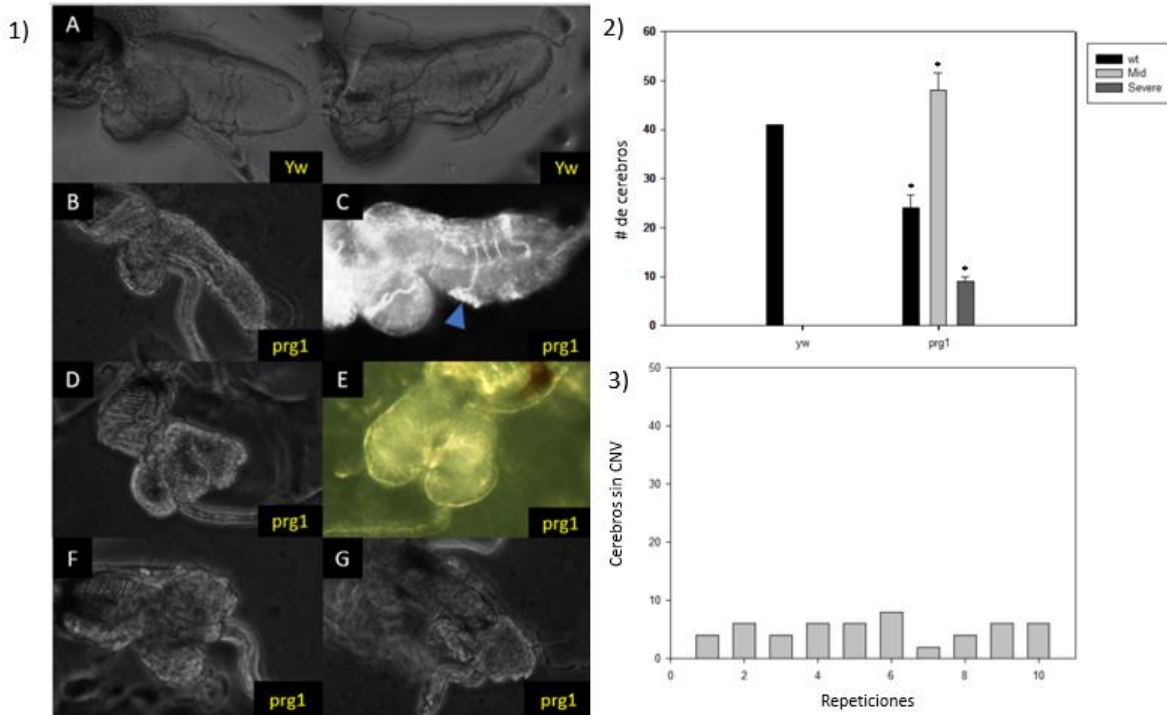 1)
A
Yw
Yw
B
prg1
C
prg1
D
prg1
E
prg1
F
prg1
G
prg1
2)
60
50
40
30
20
10
0
# de cerebros
yw
prg1
* * *
wt
Mid
Severe
3)
50
40
30
20
10
0
Cerebros sin CNV
0 2 4 6 8 10
Repeticiones